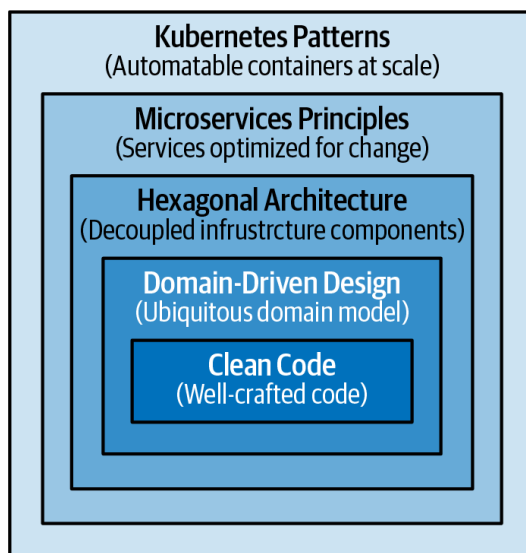 Kubernetes Patterns
(Automatable containers at scale)
Microservices Principles
(Services optimized for change)
Hexagonal Architecture
(Decoupled infrustrcture components)
Domain-Driven Design
(Ubiquitous domain model)
Clean Code
(Well-crafted code)